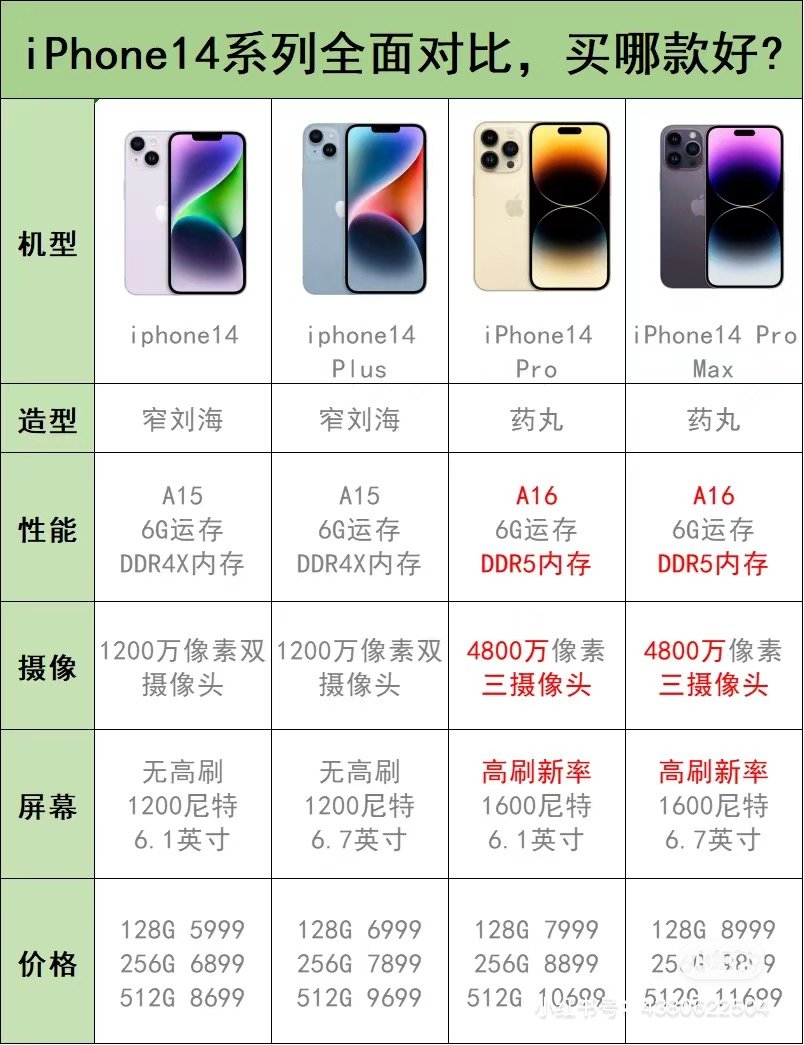 iPhone14系列全面对比，买哪款好?
机型
iphone14
iphone14
Plus
iPhone14
Pro
iPhone14 Pro
Max
造型
窄刘海
窄刘海
药丸
药丸
性能
A15
6G运存
DDR4X内存
A15
6G运存
DDR4X内存
A16
6G运存
DDR5内存
A16
6G运存
DDR5内存
摄像
1200万像素双
摄像头
1200万像素双
摄像头
4800万像素
三摄像头
4800万像素
三摄像头
屏幕
无高刷
1200尼特
6.1英寸
无高刷
1200尼特
6.7英寸
高刷新率
1600尼特
6.1英寸
高刷新率
1600尼特
6.7英寸
价格
128G 5999
256G 6899
512G 8699
128G 6999
256G 7899
512G 9699
128G 7999
256G 8899
512G 10699
128G 8999
512G 11699
小红书号：4380622504